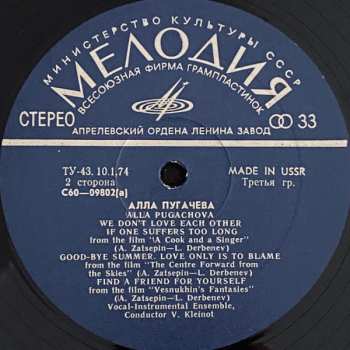 МИНИСТЕРСТВО КУЛЬТУРЫ СССР
МЕЛОДИЯ
ВСЕСОЮЗНАЯ ФИРМА ГРАМПЛАСТИНОК
СТЕРЕО
33
АПРЕЛЕВСКИЙ ОРДЕНА ЛЕНИНА ЗАВОД
ТУ-43. 10.1.74
MADE IN USSR
2 сторона
Третья гр.
С60—09802(а)
АЛЛА ПУГАЧЕВА
ALLA PUGACHOVA
WE DON'T LOVE EACH OTHER
IF ONE SUFFERS TOO LONG
from the film "A Cook and a Singer"
(A. Zatsepin—L. Derbenev)
GOOD-BYE SUMMER. LOVE ONLY IS TO BLAME
from the film "The Centre Forward from
the Skies" (A. Zatsepin—L. Derbenev)
FIND A FRIEND FOR YOURSELF
from the film "Vesnukhin's Fantasies"
(A. Zatsepin—L. Derbenev)
Vocal-Instrumental Ensemble,
Conductor V. Kleinot